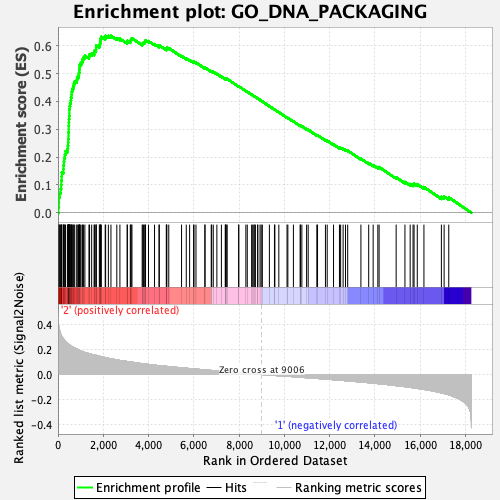 Enrichment plot: GO_DNA_PACKAGING
Enrichment score (ES)
0.6
0.5
0.4
0.3
0.2
0.1
0.0
'2' (positively correlated)
Ranked list metric (Signal2Noise)
0.4
0.2
0.0
-0.2
-0.4
Zero cross at 9006
'1' (negatively correlated)
0 2,000 4,000 6,000 8,000 10,000 12,000 14,000 16,000 18,000
Rank in Ordered Dataset
Enrichment profile Hits Ranking metric scores